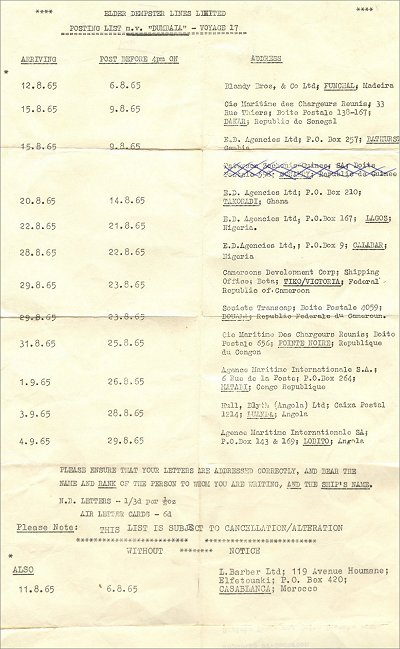 **** ELDER DEMPSTER LINES LIMITED ****
POSTING LIST m.v. "DUMBAIA" - VOYAGE 17
ARRIVING POST BEFORE 4pm ON ADDRESS
*
12.8.65 6.8.65 Blandy Bros, & Co Ltd; FUNCHAL, Madeira
15.8.65 9.8.65 Cie Maritime des Chargeurs Reunis; 33
Rue Thiers; Boite Postale 138-167;
DAKAR; Republic de Senegal
15.8.65 9.8.65 E.D. Agencies Ltd; P.O. Box 257; BATHURST
Gambia
SA; Boite
Postale Republic de Guinee
20.8.65 14.8.65 E.D. Agencies Ltd; P.O. Box 210;
TAKORADI; Ghana
22.8.65 21.8.65 E.D. Agencies Ltd; P.O.Box 167; LAGOS;
Nigeria.
28.8.65 22.8.65 E.D.Agencies Ltd,; P.O.Box 9; CALABAR;
Nigeria
29.8.65 23.8.65 Cameroons Development Corp; Shipping
Office; Bota; TIKO/VICTORIA; Federal
Republic of Cameroon
29.8.65 23.8.65 Societe Transcap; Boite Postale 4059;
DOUALA; Republic Federale du Cameroun.
31.8.65 25.8.65 Cie Maritime Des Chargeurs Reunis; Boite
Postale 656; POINTE NOIRE; Republique
du Congon
1.9.65 26.8.65 Agence Maritime Internationale S.A.;
6 Rue de la Poste; P.O.Box 264;
MATADI; Congo Republique
3.9.65 28.8.65 Hull, Blyth (Angola) Ltd; Caixa Postal
1214; LUANDA; Angola
4.9.65 29.8.65 Agence Maritime Internationale SA;
P.O.Box 143 & 169; LOBITO; Angola
PLEASE ENSURE THAT YOUR LETTERS ARE ADDRESSED CORRECTLY, AND BEAR THE
NAME AND RANK OF THE PERSON TO WHOM YOU ARE WRITING, AND THE SHIP'S NAME.
N.B. LETTERS - 1/3d per ½oz
AIR LETTER CARDS - 6d
Please Note: THIS LIST IS SUBJECT TO CANCELLATION/ALTERATION
WITHOUT ******** NOTICE
*
ALSO
11.8.65 6.8.65 L.Barber Ltd; 119 Avenue Houmane;
Elfetouaki; P.O. Box 420;
CASABLANCA; Morocco